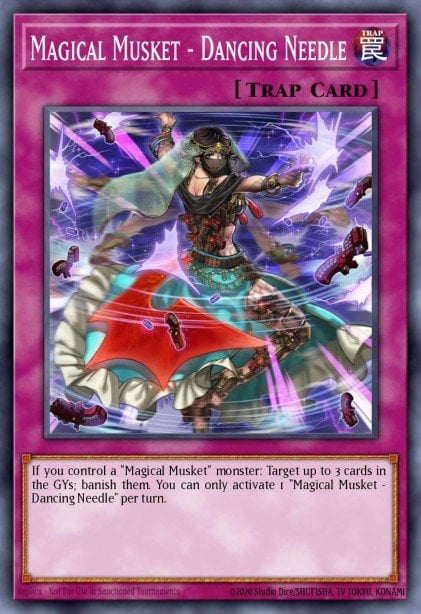 MAGICAL MUSKET - DANCING NEEDLE
TRAP
罠
[TRAP CARD]
If you control a "Magical Musket" monster: Target up to 3 cards in
the GYs; banish them. You can only activate 1 "Magical Musket -
Dancing Needle" per turn.
Replica - Not For Use in Sanctioned Tournaments
©2020 Studio Dice/SHUEISHA, TV TOKYO, KONAMI